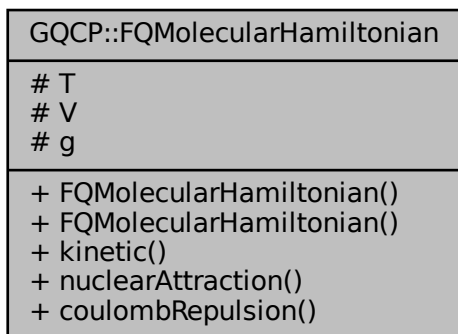 GQCP::FQMolecularHamiltonian
# T
# V
# g
+ FQMolecularHamiltonian()
+ FQMolecularHamiltonian()
+ kinetic()
+ nuclearAttraction()
+ coulombRepulsion()